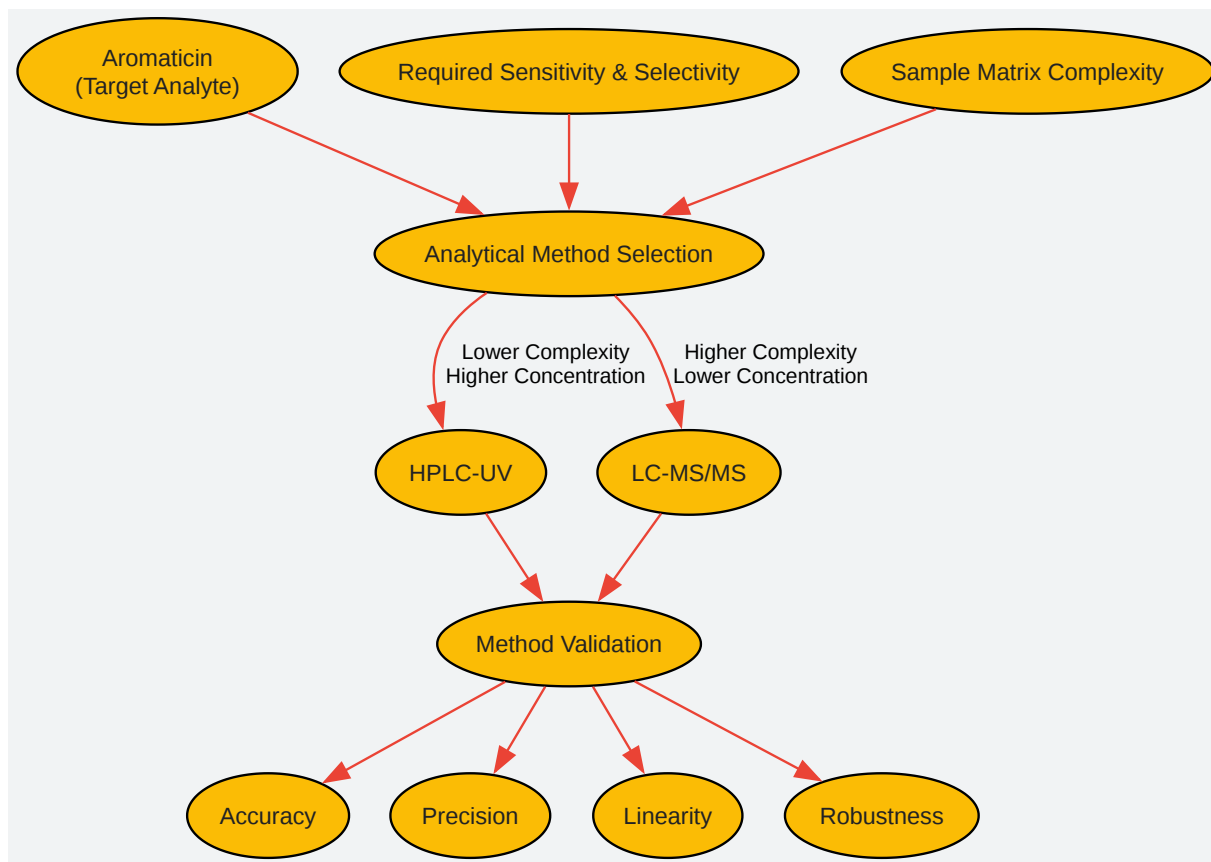 Aromaticin
(Target Analyte)
Required Sensitivity & Selectivity
Sample Matrix Complexity
Analytical Method Selection
Lower Complexity
Higher Concentration
Higher Complexity
Lower Concentration
HPLC-UV
LC-MS/MS
Method Validation
Accuracy
Precision
Linearity
Robustness